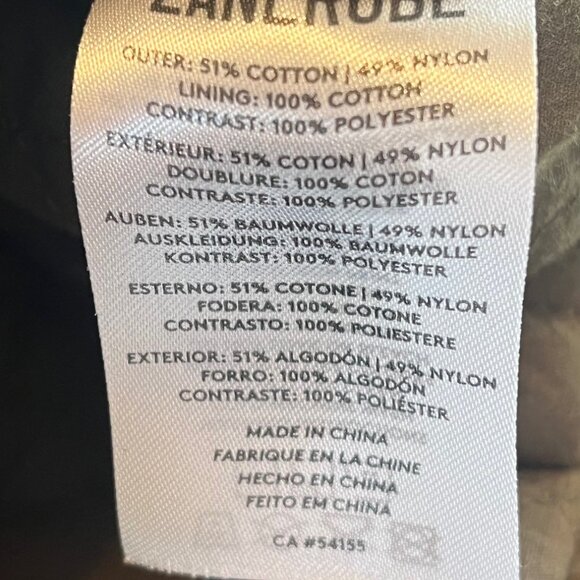 ZANEROBE
OUTER: 51% COTTON | 49% NYLON
LINING: 100% COTTON
CONTRAST: 100% POLYESTER
EXTÉRIEUR: 51% COTON | 49% NYLON
DOUBLURE: 100% COTON
CONTRASTE: 100% POLYESTER
AUBEN: 51% BAUMWOLLE | 49% NYLON
AUSKLEIDUNG: 100% BAUMWOLLE
KONTRAST: 100% POLYESTER
ESTERNO: 51% COTONE | 49% NYLON
FODERA: 100% COTONE
CONTRASTO: 100% POLIESTERE
EXTERIOR: 51% ALGODÓN | 49% NYLON
FORRO: 100% ALGODÓN
CONTRASTE: 100% POLIÉSTER
MADE IN CHINA
FABRIQUE EN LA CHINE
HECHO EN CHINA
FEITO EM CHINA
CA #54155